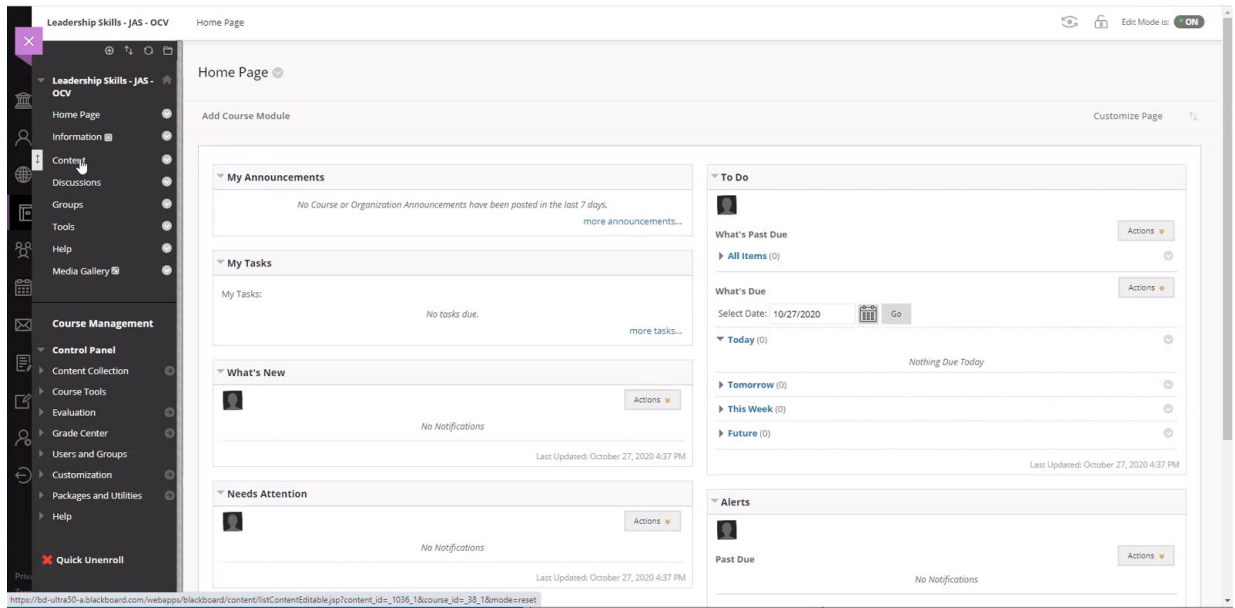 Leadership Skills - JAS - OCV
Home Page
Edit Mode is: ON
Leadership Skills - JAS -
OCV
Home Page
Information
Content
Discussions
Groups
Tools
Help
Media Gallery
Course Management
Control Panel
Content Collection
Course Tools
Evaluation
Grade Center
Users and Groups
Customization
Packages and Utilities
Help
Quick Unenroll
Home Page
Add Course Module
Customize Page
My Announcements
No Course or Organization Announcements have been posted in the last 7 days.
more announcements...
My Tasks
My Tasks:
No tasks due.
more tasks...
What's New
Actions
No Notifications
Last Updated: October 27, 2020 4:37 PM
Needs Attention
Actions
No Notifications
Last Updated: October 27, 2020 4:37 PM
To Do
What's Past Due
Actions
All Items (0)
What's Due
Actions
Select Date: 10/27/2020 Go
Today (0)
Nothing Due Today
Tomorrow (0)
This Week (0)
Future (0)
Last Updated: October 27, 2020 4:37 PM
Alerts
Past Due
Actions
No Notifications
https://bd-ultra50-a.blackboard.com/webapps/blackboard/content/listContentEditable.jsp?content_id=_1036_1&course_id=_38_1&mode=reset